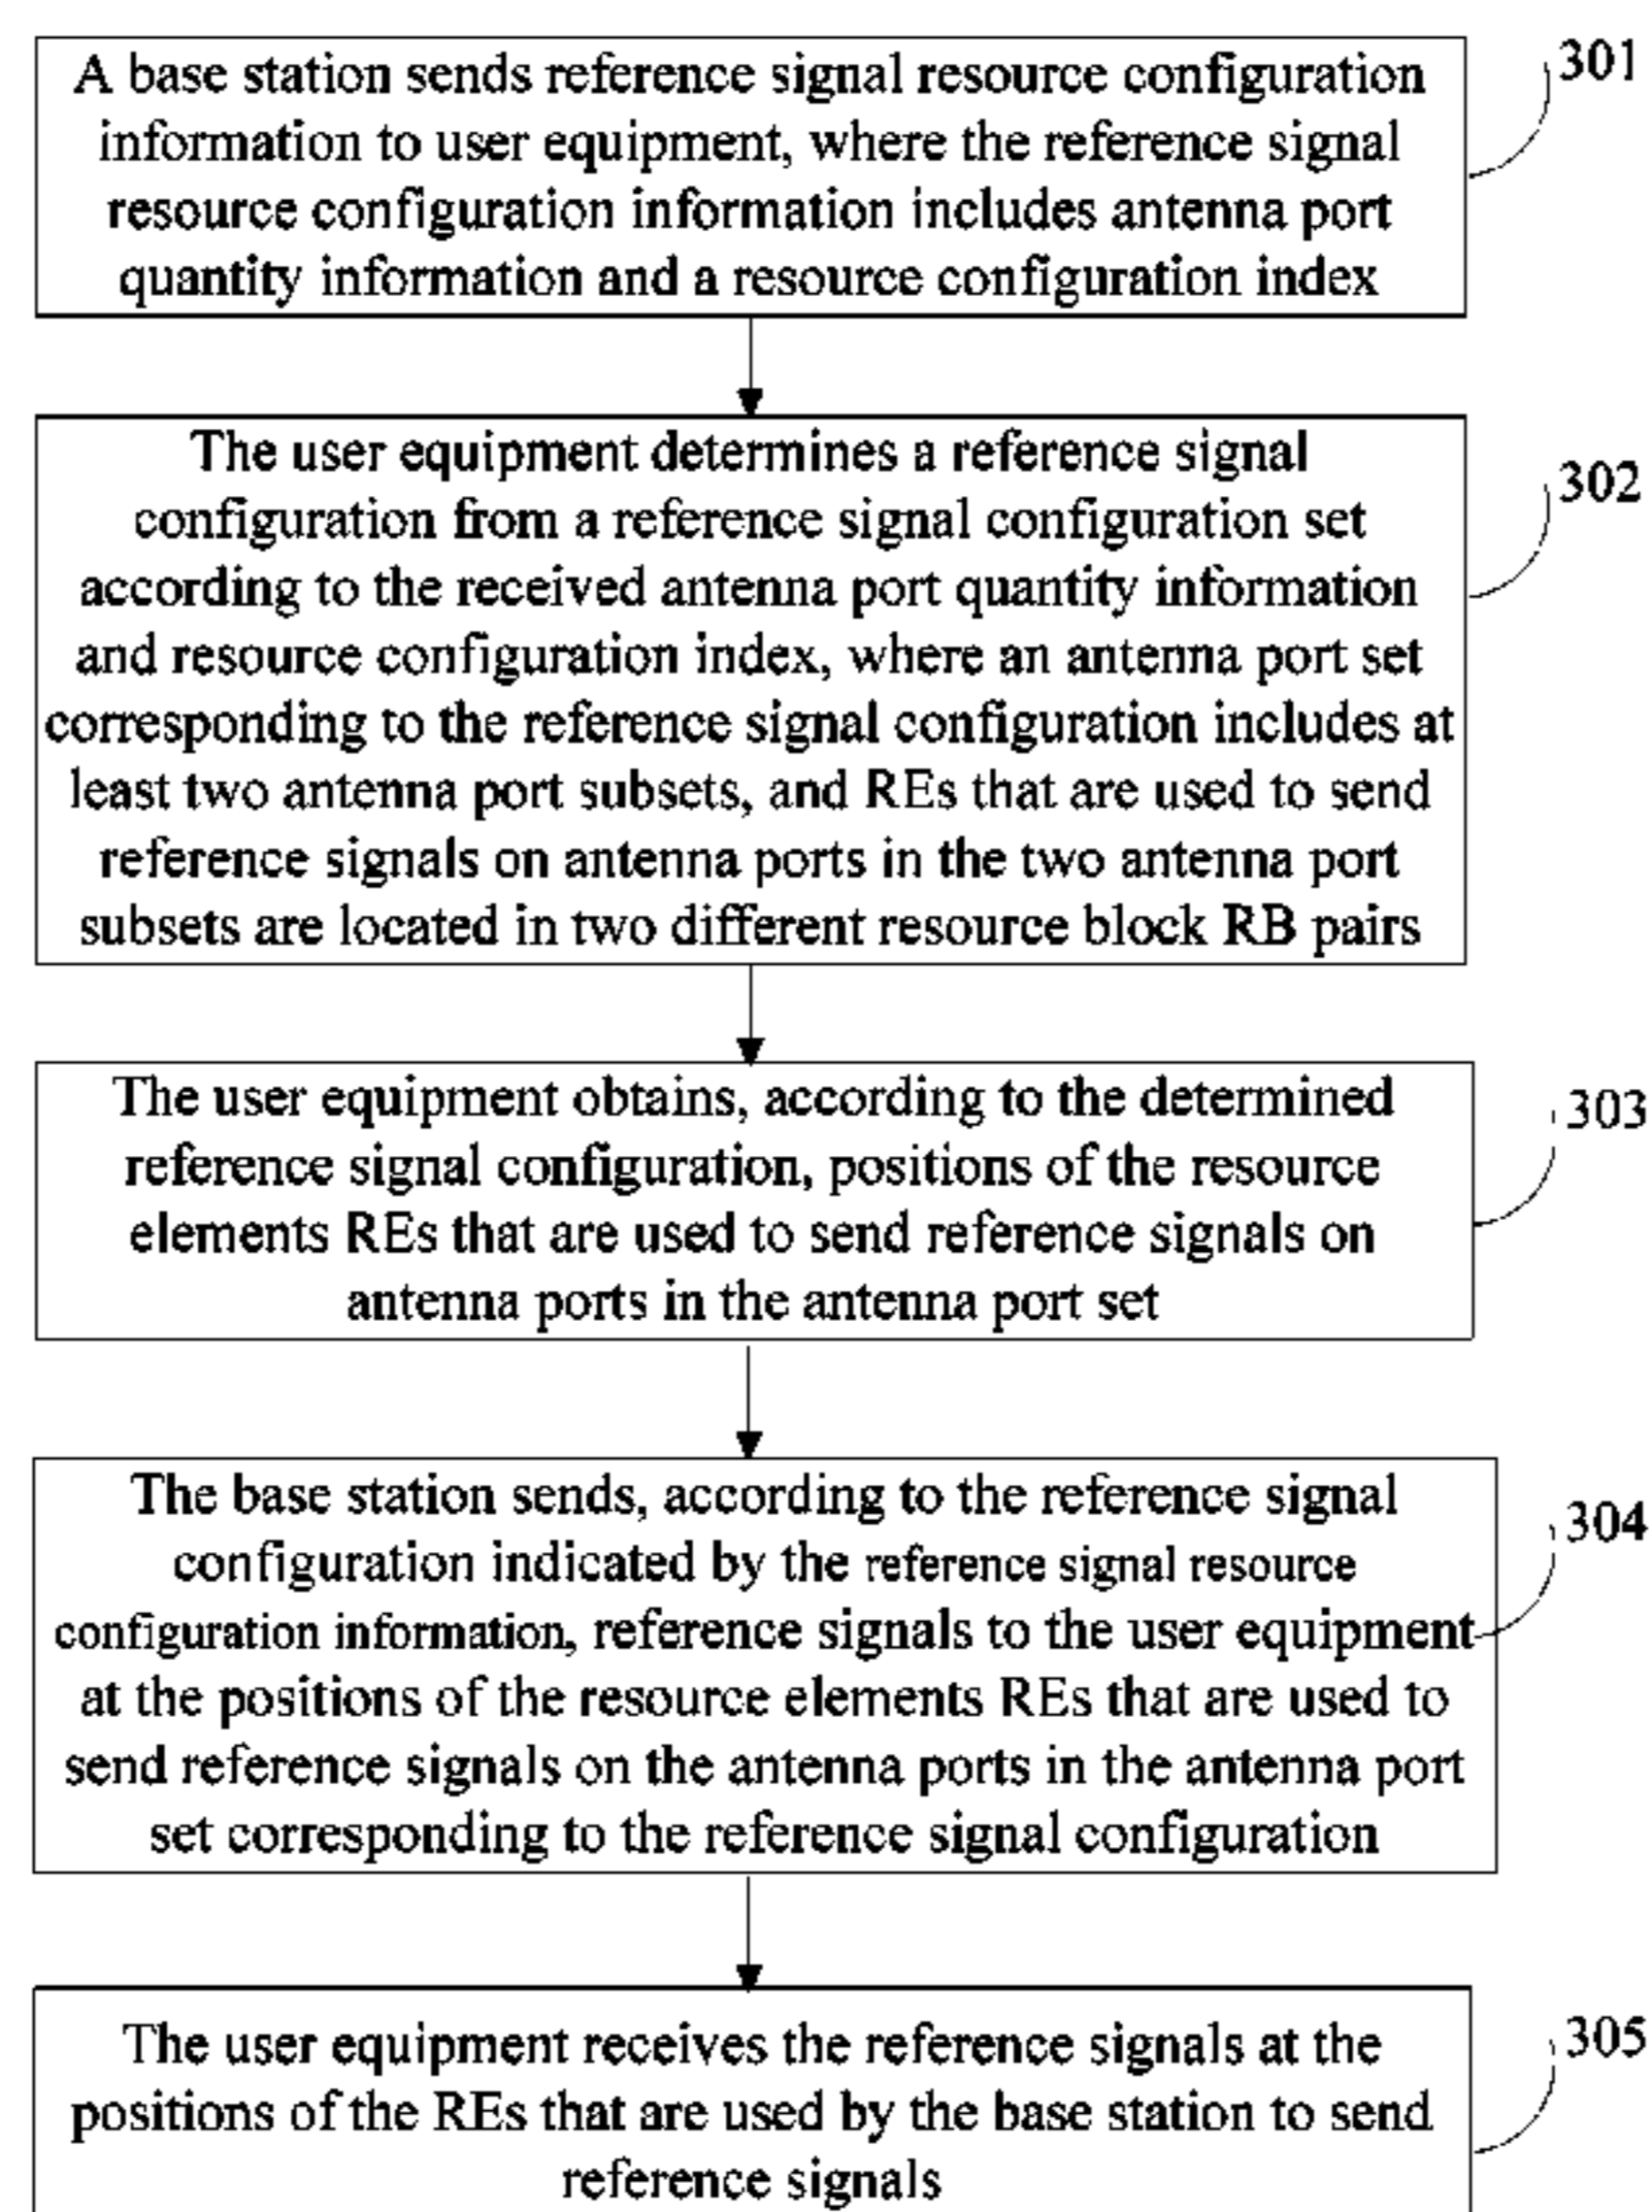 A base station sends reference signal resource configuration
information to user equipment, where the reference signal
resource configuration information includes antenna port
quantity information and a resource configuration index
301
The user equipment determines a reference signal
configuration from a reference signal configuration set
according to the received antenna port quantity information
and resource configuration index, where an antenna port set
corresponding to the reference signal configuration includes at
least two antenna port subsets, and REs that are used to send
reference signals on antenna ports in the two antenna port
subsets are located in two different resource block RB pairs
302
The user equipment obtains, according to the determined
reference signal configuration, positions of the resource
elements REs that are used to send reference signals on
antenna ports in the antenna port set
303
The base station sends, according to the reference signal
configuration indicated by the reference signal resource
configuration information, reference signals to the user equipment
at the positions of the resource elements REs that are used to
send reference signals on the antenna ports in the antenna port
set corresponding to the reference signal configuration
304
The user equipment receives the reference signals at the
positions of the REs that are used by the base station to send
reference signals
305